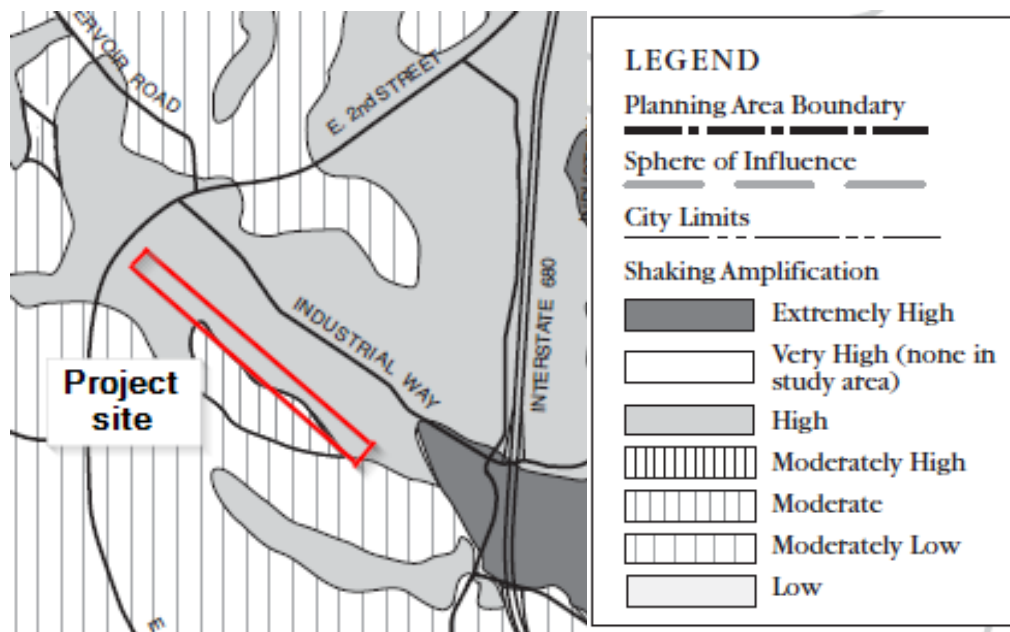 ERVOIR ROAD
E. 2nd STREET
INDUSTRIAL WAY
INTERSTATE 680
Project
site
E
LEGEND
Planning Area Boundary
Sphere of Influence
City Limits
Shaking Amplification
Extremely High
Very High (none in
study area)
High
Moderately High
Moderate
Moderately Low
Low